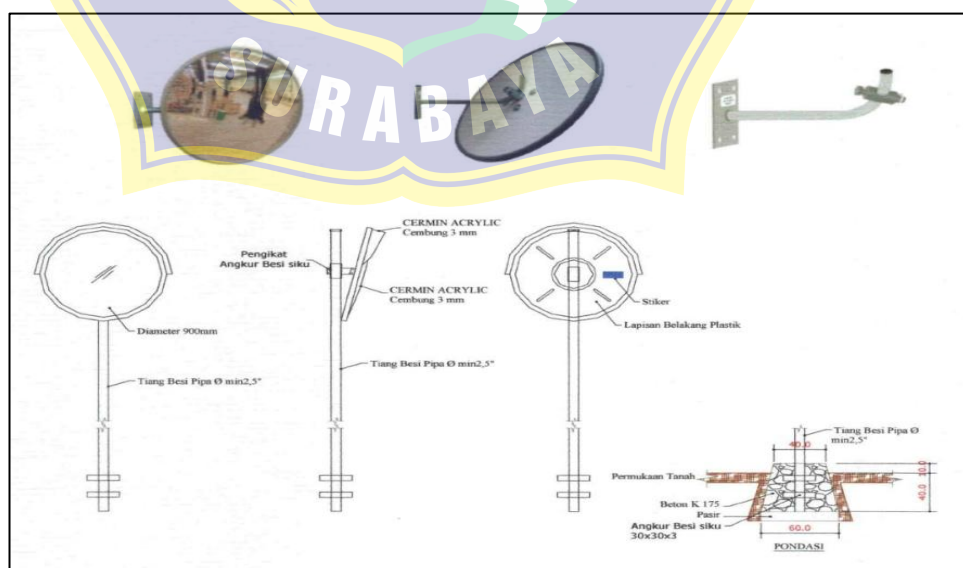 SURABAYA
CERMIN ACRYLIC
Cembung 3 mm
Pengikat
Angkur Besi siku
CERMIN ACRYLIC
Cembung 3 mm
Stiker
Diameter 900mm
Lapisan Belakang Plastik
Tiang Besi Pipa Ø min2,5"
Tiang Besi Pipa Ø min2,5"
Tiang Besi Pipa Ø
min2,5"
40.0
10.0
Permukaan Tanah
40.0
Beton K 175
Pasir
Angkur Besi siku
30x30x3
60.0
PONDASI